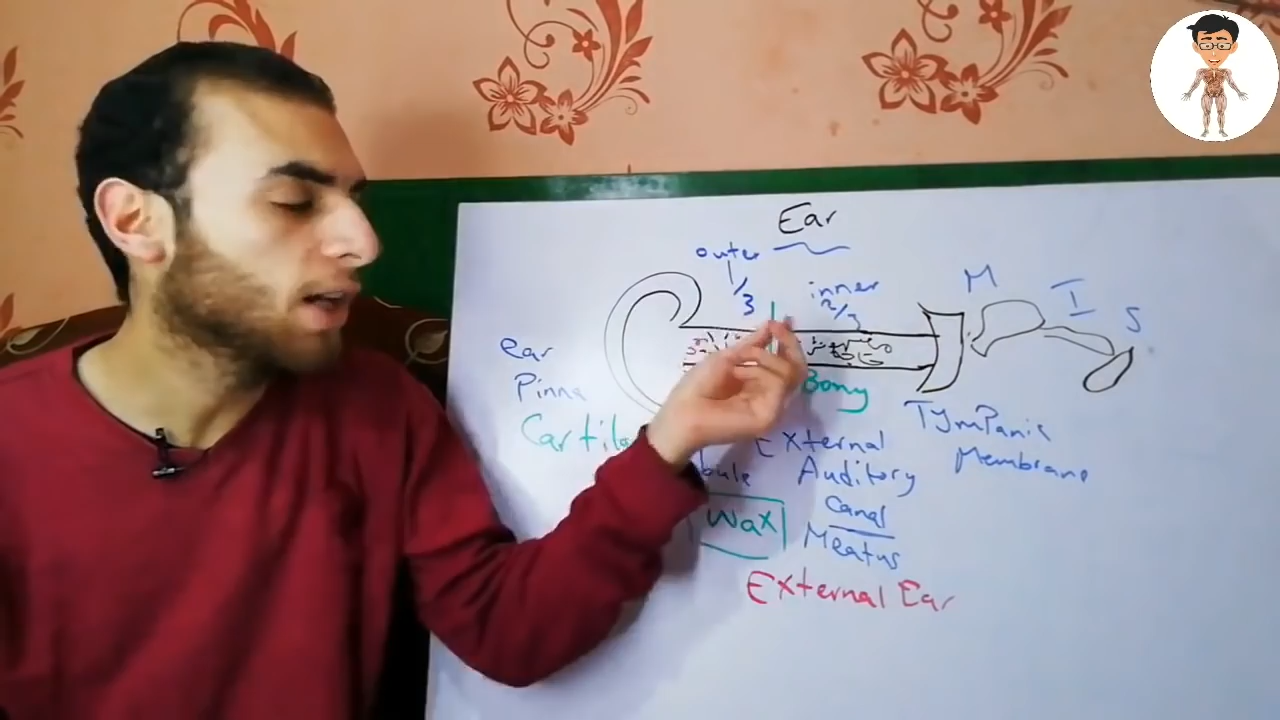 Ear
outer
1/3
inner
2/3
M
I
S
ear
Pinna
Bony
TYmPanic
Membrane
External
Auditory
Canal
Meatus
Wax
External Ear